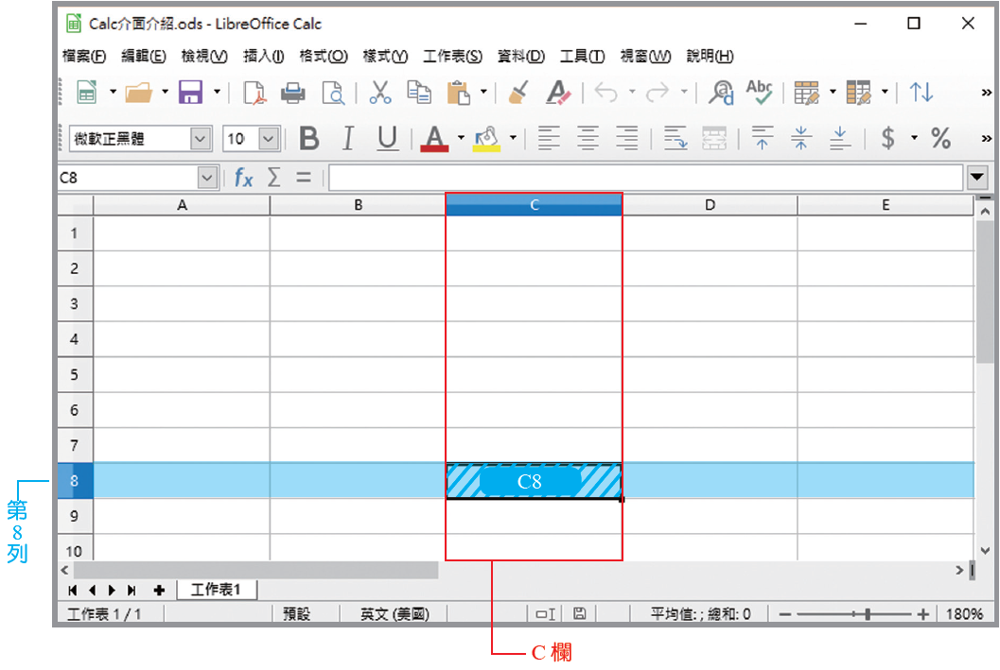 Calc介面介紹.ods - LibreOffice Calc
檔案(F) 編輯(E) 檢視(V) 插入(I) 格式(O) 樣式(Y) 工作表(S) 資料(D) 工具(T) 視窗(W) 說明(H)
Abc
微軟正黑體 10 B I U A $ %
C8 fx Σ =
A B C D E
1
2
3
4
5
6
7
8 C8
9
10
第8列
工作表1
工作表 1 / 1 預設 英文 (美國) 平均值: ; 總和: 0 180%
C 欄